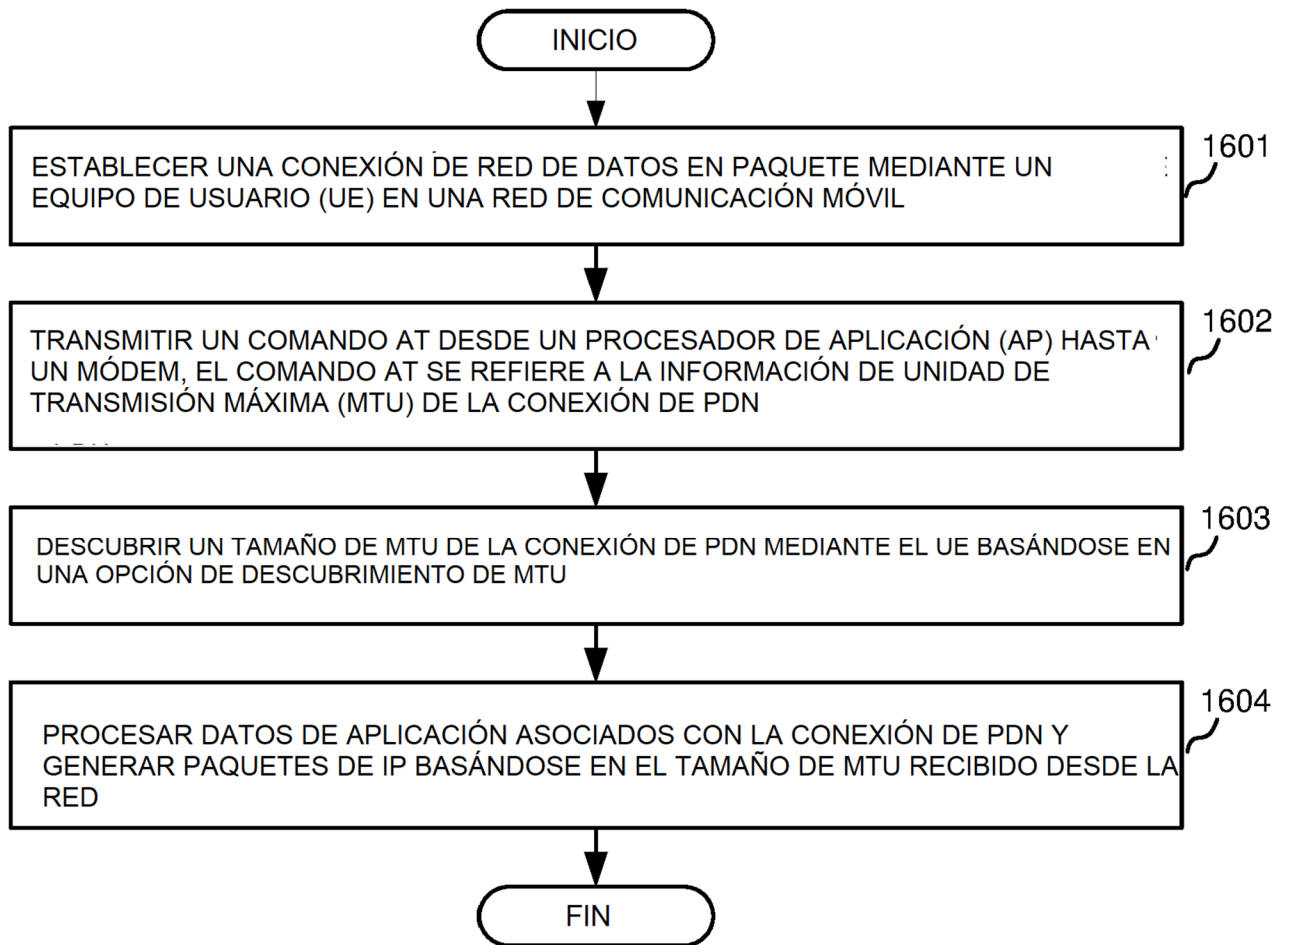 INICIO
ESTABLECER UNA CONEXIÓN DE RED DE DATOS EN PAQUETE MEDIANTE UN
EQUIPO DE USUARIO (UE) EN UNA RED DE COMUNICACIÓN MÓVIL
1601
TRANSMITIR UN COMANDO AT DESDE UN PROCESADOR DE APLICACIÓN (AP) HASTA
UN MÓDEM, EL COMANDO AT SE REFIERE A LA INFORMACIÓN DE UNIDAD DE
TRANSMISIÓN MÁXIMA (MTU) DE LA CONEXIÓN DE PDN
1602
DESCUBRIR UN TAMAÑO DE MTU DE LA CONEXIÓN DE PDN MEDIANTE EL UE BASÁNDOSE EN
UNA OPCIÓN DE DESCUBRIMIENTO DE MTU
1603
PROCESAR DATOS DE APLICACIÓN ASOCIADOS CON LA CONEXIÓN DE PDN Y
GENERAR PAQUETES DE IP BASÁNDOSE EN EL TAMAÑO DE MTU RECIBIDO DESDE LA
RED
1604
FIN